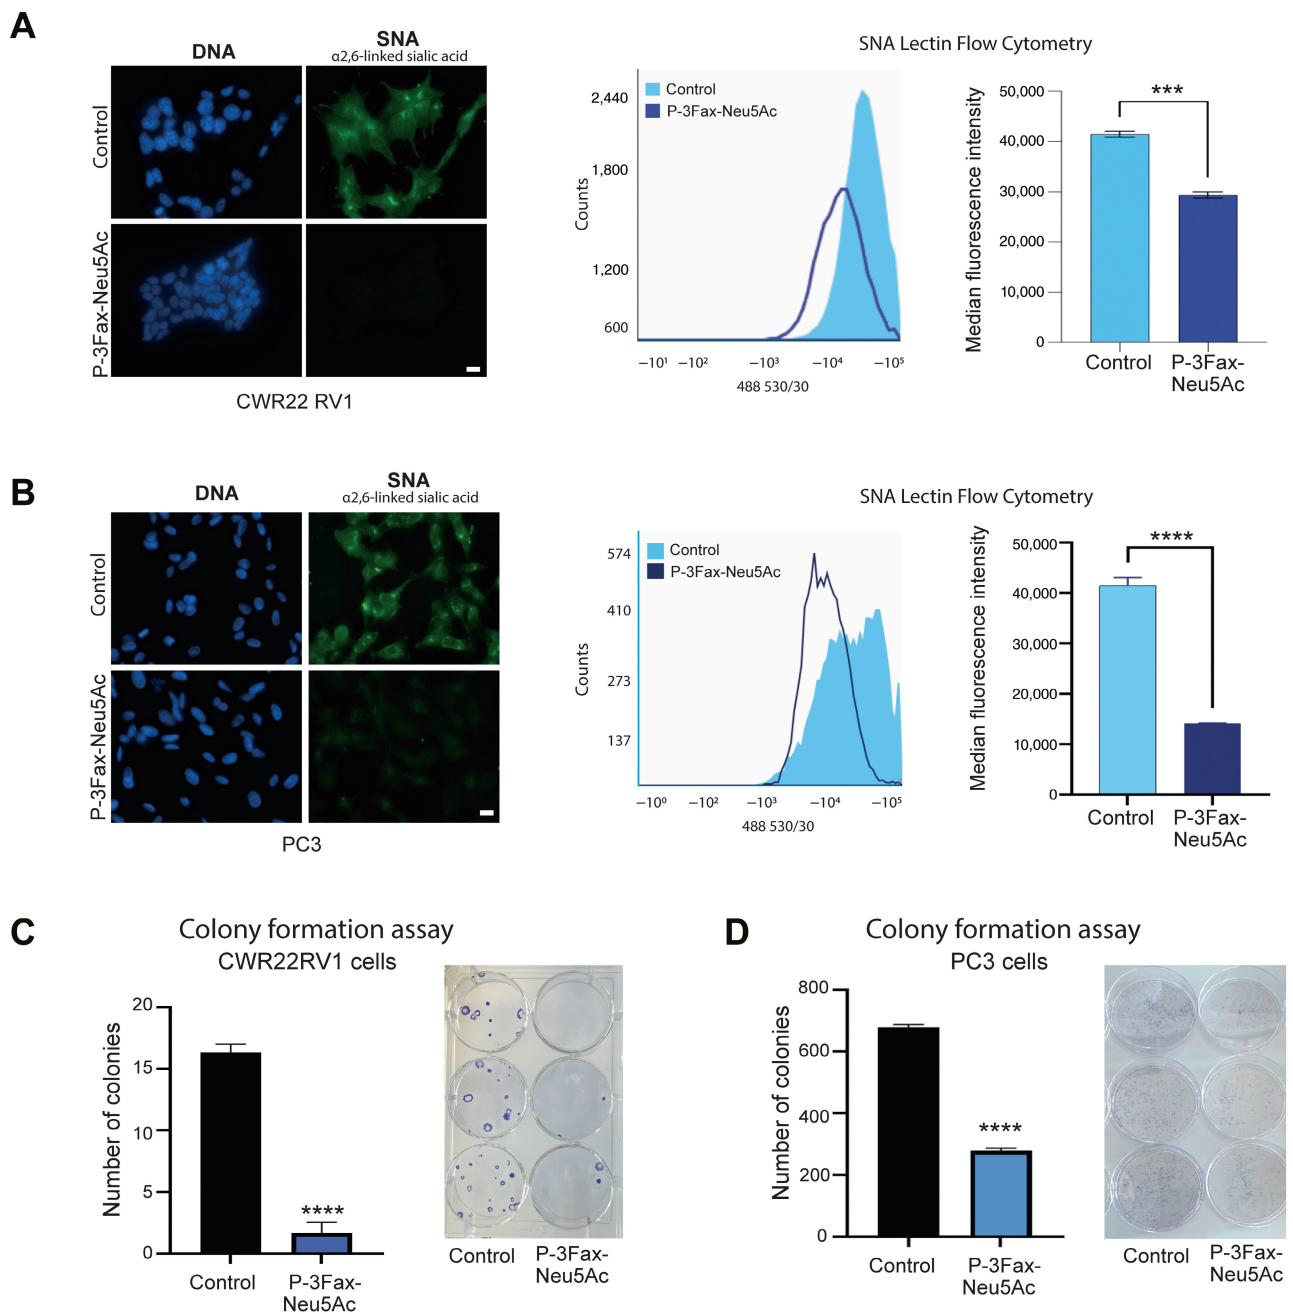 A
DNA
SNA
α2,6-linked sialic acid
Control
P-3Fax-Neu5Ac
CWR22 RV1
SNA Lectin Flow Cytometry
Control
P-3Fax-Neu5Ac
Counts
2,440
1,800
1,200
600
−10¹ −10² −10³ −10⁴ −10⁵
488 530/30
Median fluorescence intensity
50,000
40,000
30,000
20,000
10,000
0
***
Control
P-3Fax-
Neu5Ac
B
DNA
SNA
α2,6-linked sialic acid
Control
P-3Fax-Neu5Ac
PC3
SNA Lectin Flow Cytometry
Control
P-3Fax-Neu5Ac
Counts
574
410
273
137
−10⁰ −10² −10³ −10⁴ −10⁵
488 530/30
Median fluorescence intensity
50,000
40,000
30,000
20,000
10,000
0
****
Control
P-3Fax-
Neu5Ac
C
Colony formation assay
CWR22RV1 cells
Number of colonies
20
15
10
5
0
****
Control
P-3Fax-
Neu5Ac
Control
P-3Fax-
Neu5Ac
D
Colony formation assay
PC3 cells
Number of colonies
800
600
400
200
0
****
Control
P-3Fax-
Neu5Ac
Control
P-3Fax-
Neu5Ac